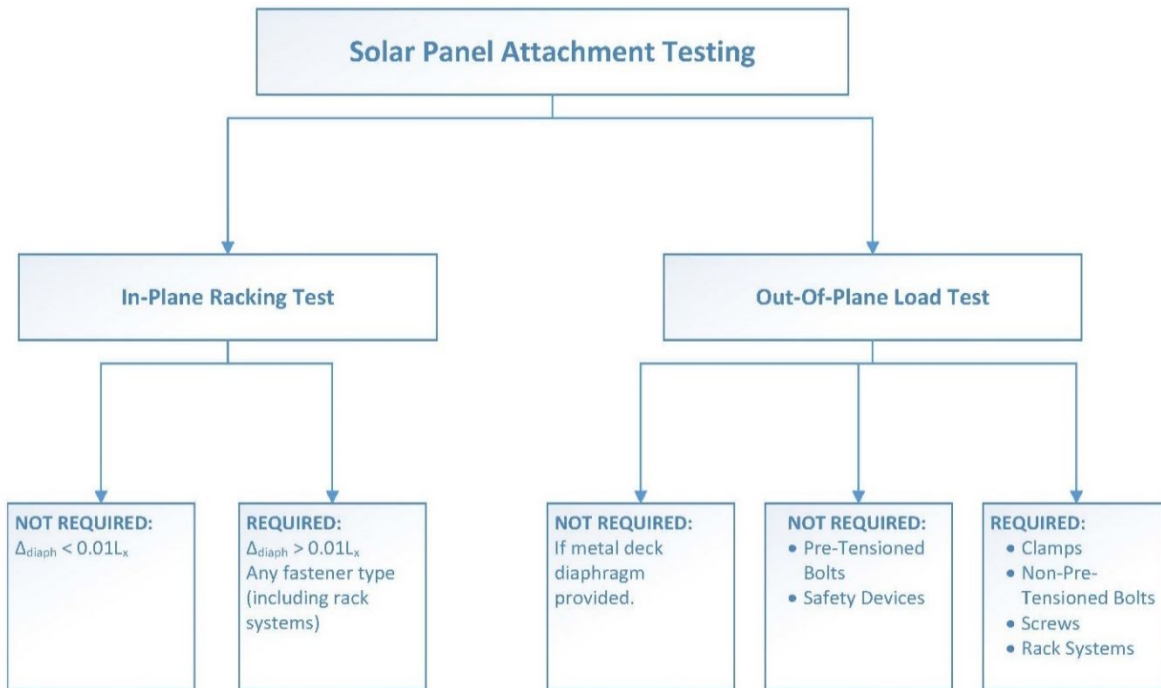 Solar Panel Attachment Testing
In-Plane Racking Test
Out-Of-Plane Load Test
NOT REQUIRED:
Δdiaph < 0.01Lx
REQUIRED:
Δdiaph > 0.01Lx
Any fastener type
(including rack
systems)
NOT REQUIRED:
If metal deck
diaphragm
provided.
NOT REQUIRED:
• Pre-Tensioned
Bolts
• Safety Devices
REQUIRED:
• Clamps
• Non-Pre-
Tensioned Bolts
• Screws
• Rack Systems